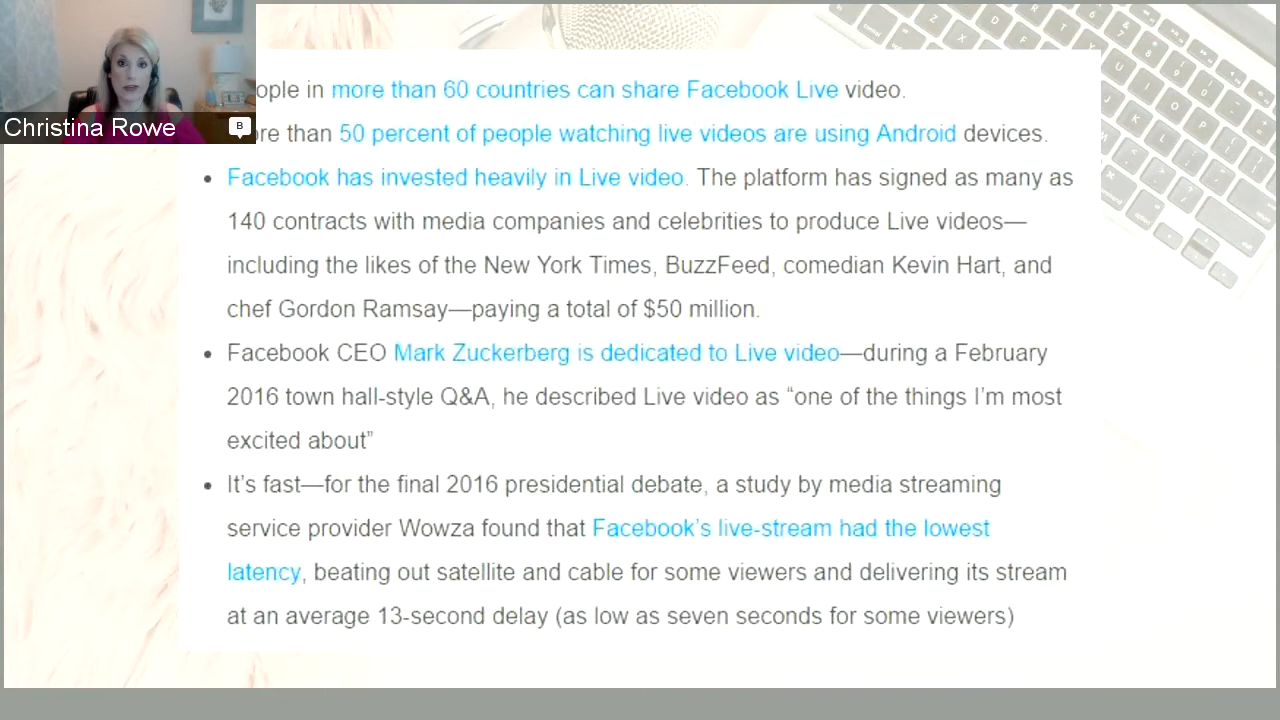 ople in more than 60 countries can share Facebook Live video.
Christina Rowe B
ore than 50 percent of people watching live videos are using Android devices.
• Facebook has invested heavily in Live video. The platform has signed as many as
140 contracts with media companies and celebrities to produce Live videos—
including the likes of the New York Times, BuzzFeed, comedian Kevin Hart, and
chef Gordon Ramsay—paying a total of $50 million.
• Facebook CEO Mark Zuckerberg is dedicated to Live video—during a February
2016 town hall-style Q&A, he described Live video as “one of the things I’m most
excited about”
• It’s fast—for the final 2016 presidential debate, a study by media streaming
service provider Wowza found that Facebook’s live-stream had the lowest
latency, beating out satellite and cable for some viewers and delivering its stream
at an average 13-second delay (as low as seven seconds for some viewers)